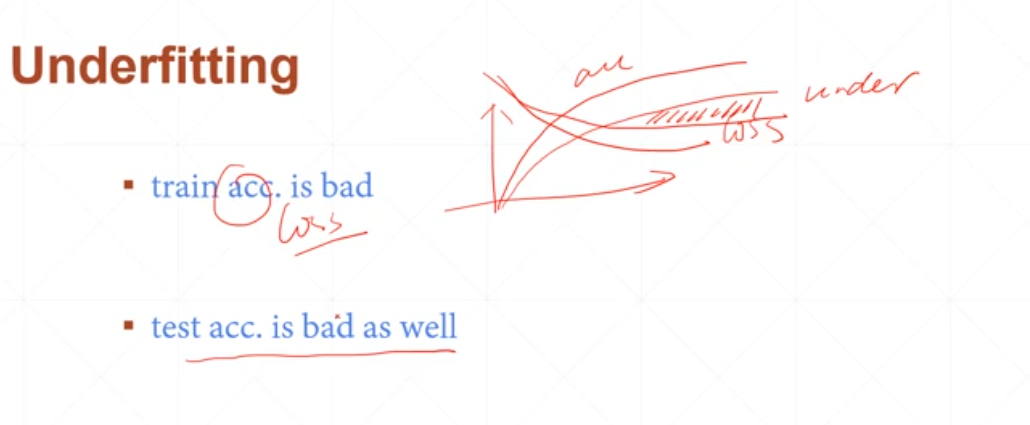 Underfitting
acc
under
loss
train acc. is bad
loss
test acc. is bad as well